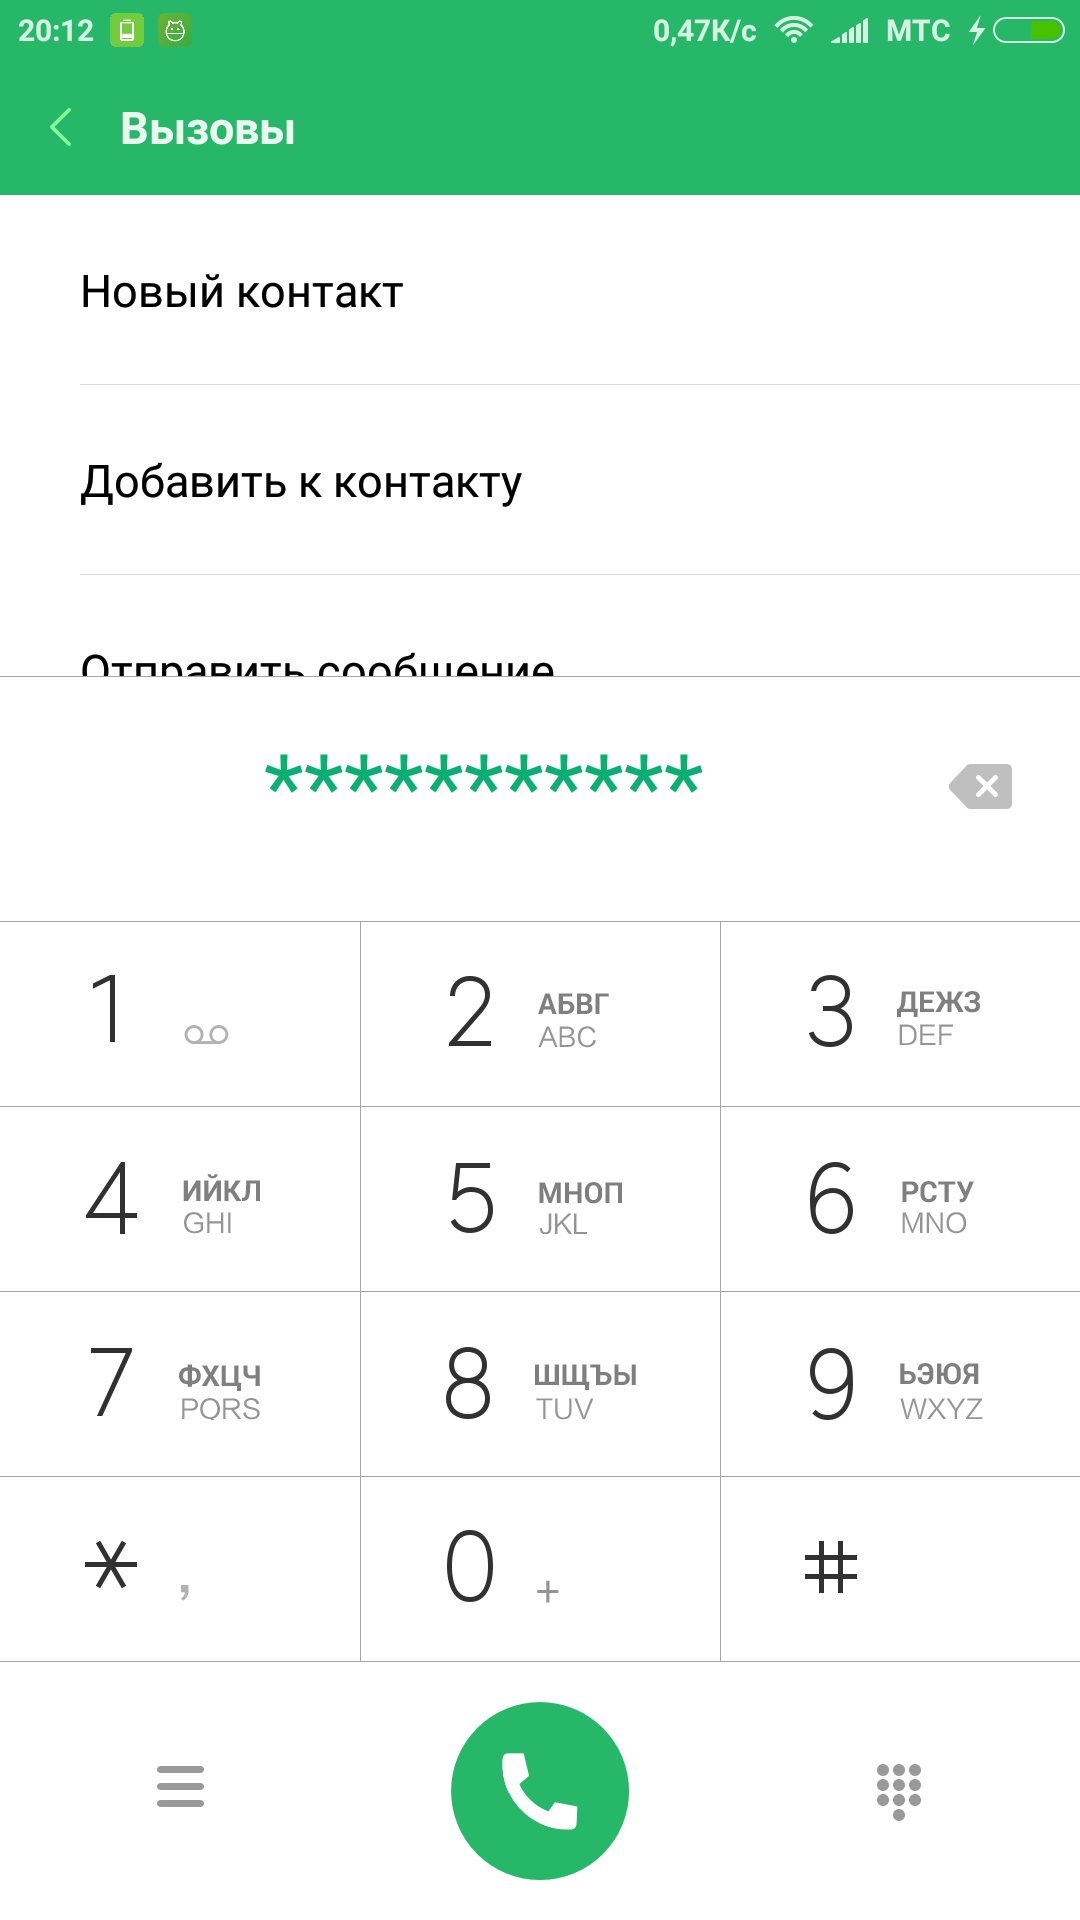 20:12 0,47K/с МТС
Вызовы
Новый контакт
Добавить к контакту
Отправить сообщение
***********
1 2 АБВГ ABC 3 ДЕЖЗ DEF
4 ИЙКЛ GHI 5 МНОП JKL 6 РСТУ MNO
7 ФХЦЧ PQRS 8 ШЩЪЫ TUV 9 ЬЭЮЯ WXYZ
* , 0 + #